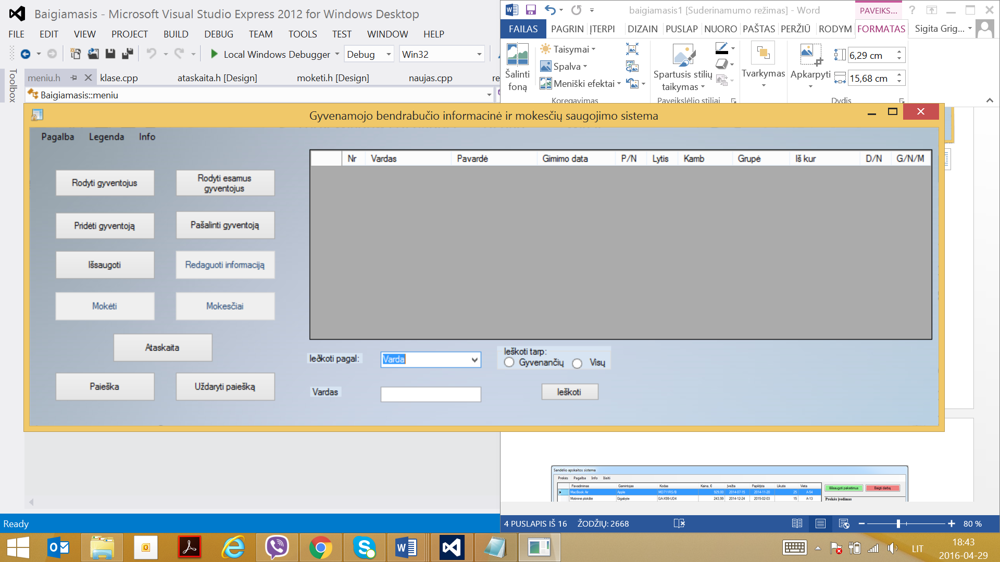 Baigiamasis - Microsoft Visual Studio Express 2012 for Windows Desktop
FILE EDIT VIEW PROJECT BUILD DEBUG TEAM TOOLS TEST WINDOW HELP
Local Windows Debugger Debug Win32
Toolbox
meniu.h klase.cpp ataskaita.h [Design] moketi.h [Design] naujas.cpp re
Baigiamasis::meniu
baigiamasis1 [Suderinamumo režimas] - Word PAVEIKS... ?
FAILAS PAGRIN ĮTERPI DIZAIN PUSLAP NUORO PAŠTAS PERŽIŪ RODYM FORMATAS Sigita Grig...
Šalinti foną
Taisymai
Spalva
Meniški efektai
Koregavimas
Spartusis stilių taikymas
Paveikslėlio stiliai
Tvarkymas
Apkarpyti
6,29 cm
15,68 cm
Dydis
Gyvenamojo bendrabučio informacinė ir mokesčių saugojimo sistema
Pagalba Legenda Info
Nr Vardas Pavardė Gimimo data P/N Lytis Kamb Grupė Iš kur D/N G/N/M
Rodyti gyventojus
Rodyti esamus
gyventojus
Pridėti gyventoją
Pašalinti gyventoją
Išsaugoti
Redaguoti informaciją
Mokėti
Mokesčiai
Ataskaita
Paieška
Uždaryti paiešką
Ieškoti pagal:
Varda
Ieškoti tarp:
Gyvenančių Visų
Vardas
Ieškoti
Sandėlio apskaitos sistema
Prekės Pagalba Info Išeiti
Pavadinimas Gamintojas Kodas Kaina, € Įvežta Papildyta Likutis Vieta
MacBook Air Apple MD711RS/B 929,00 2014-07-15 2014-11-20 25 A-54
Motininė plokštė Gigabyte GA-X99-UD4 243,99 2014-12-24 2015-02-03 15 A-13
Baigti darbą
Prekės įvedimas
Ready
4 PUSLAPIS IŠ 16 ŽODŽIŲ: 2668
80 %
LIT
18:43
2016-04-29